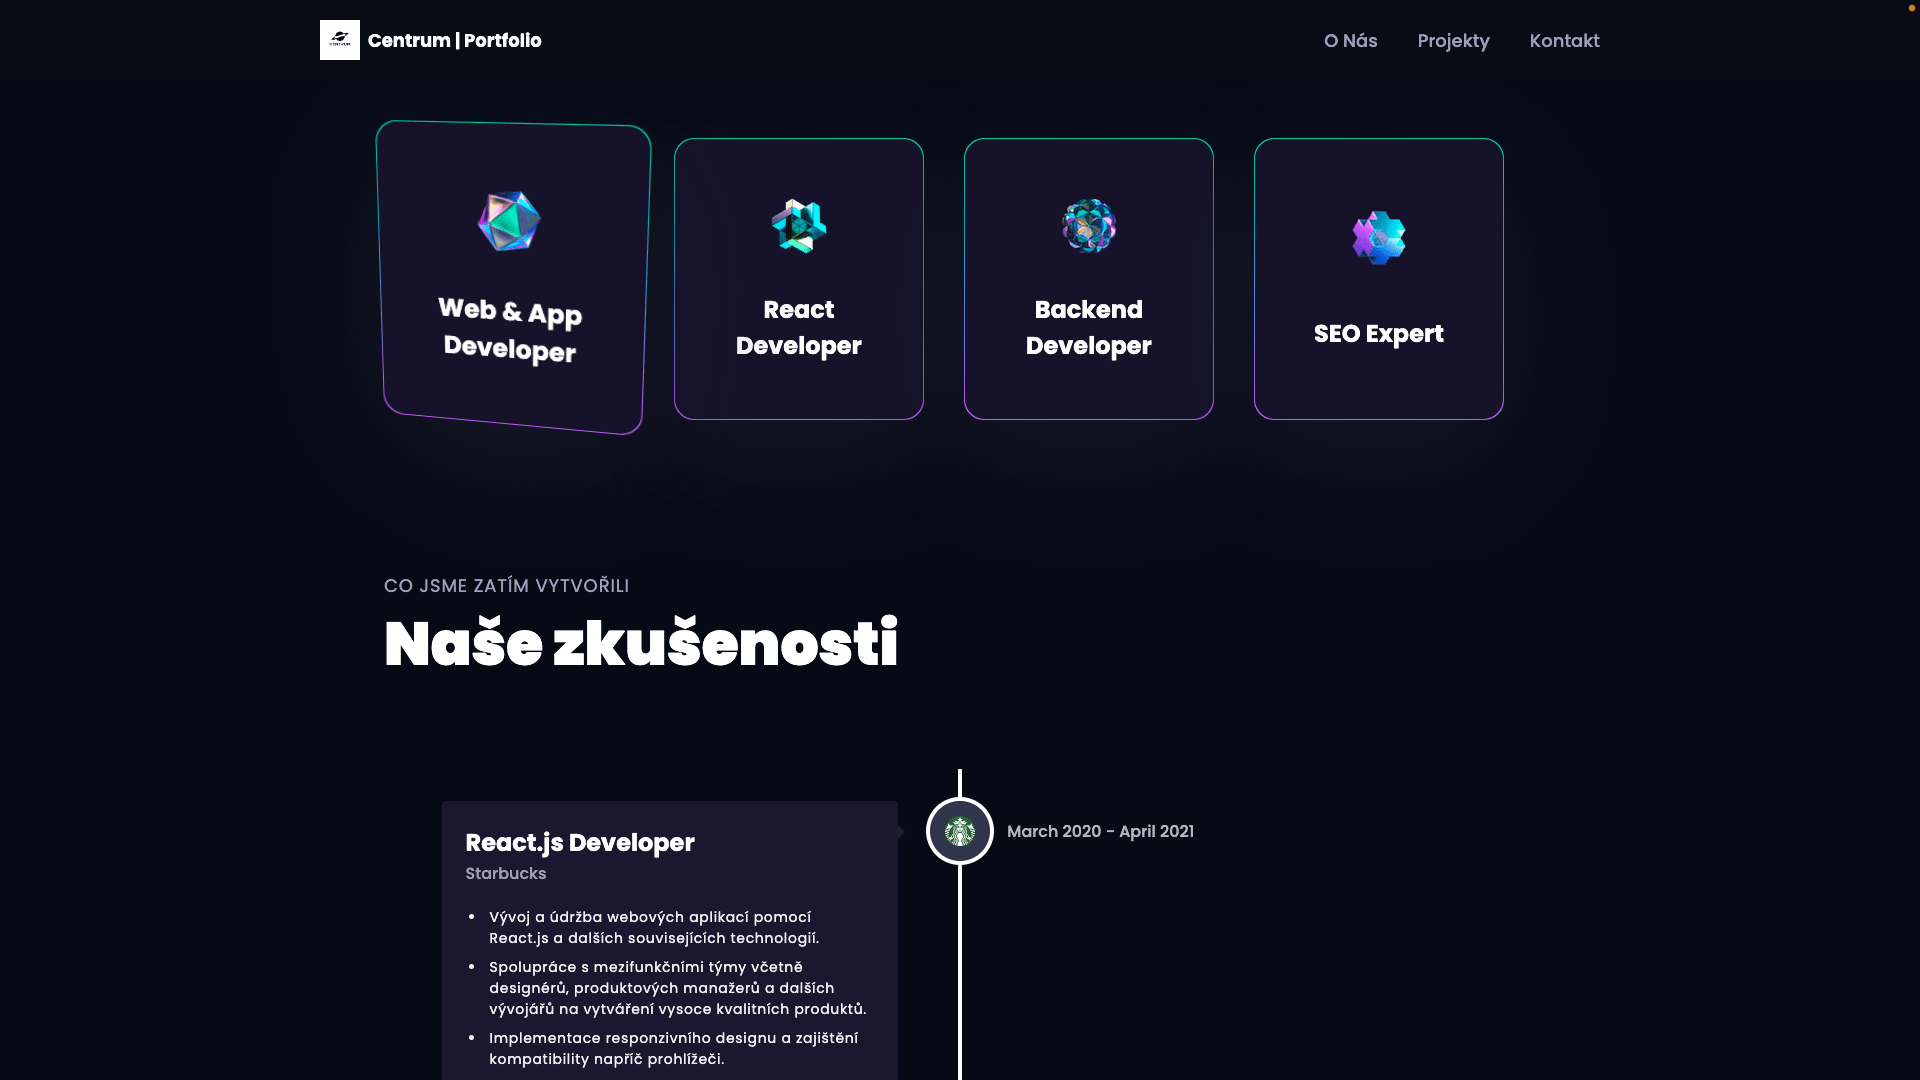 CENTRUM
Centrum | Portfolio
O Nás
Projekty
Kontakt
Web & App
Developer
React
Developer
Backend
Developer
SEO Expert
CO JSME ZATÍM VYTVOŘILI
Naše zkušenosti
React.js Developer
Starbucks
March 2020 - April 2021
• Vývoj a údržba webových aplikací pomocí
React.js a dalších souvisejících technologií.
• Spolupráce s mezifunkčními týmy včetně
designérů, produktových manažerů a dalších
vývojářů na vytváření vysoce kvalitních produktů.
• Implementace responzivního designu a zajištění
kompatibility napříč prohlížeči.